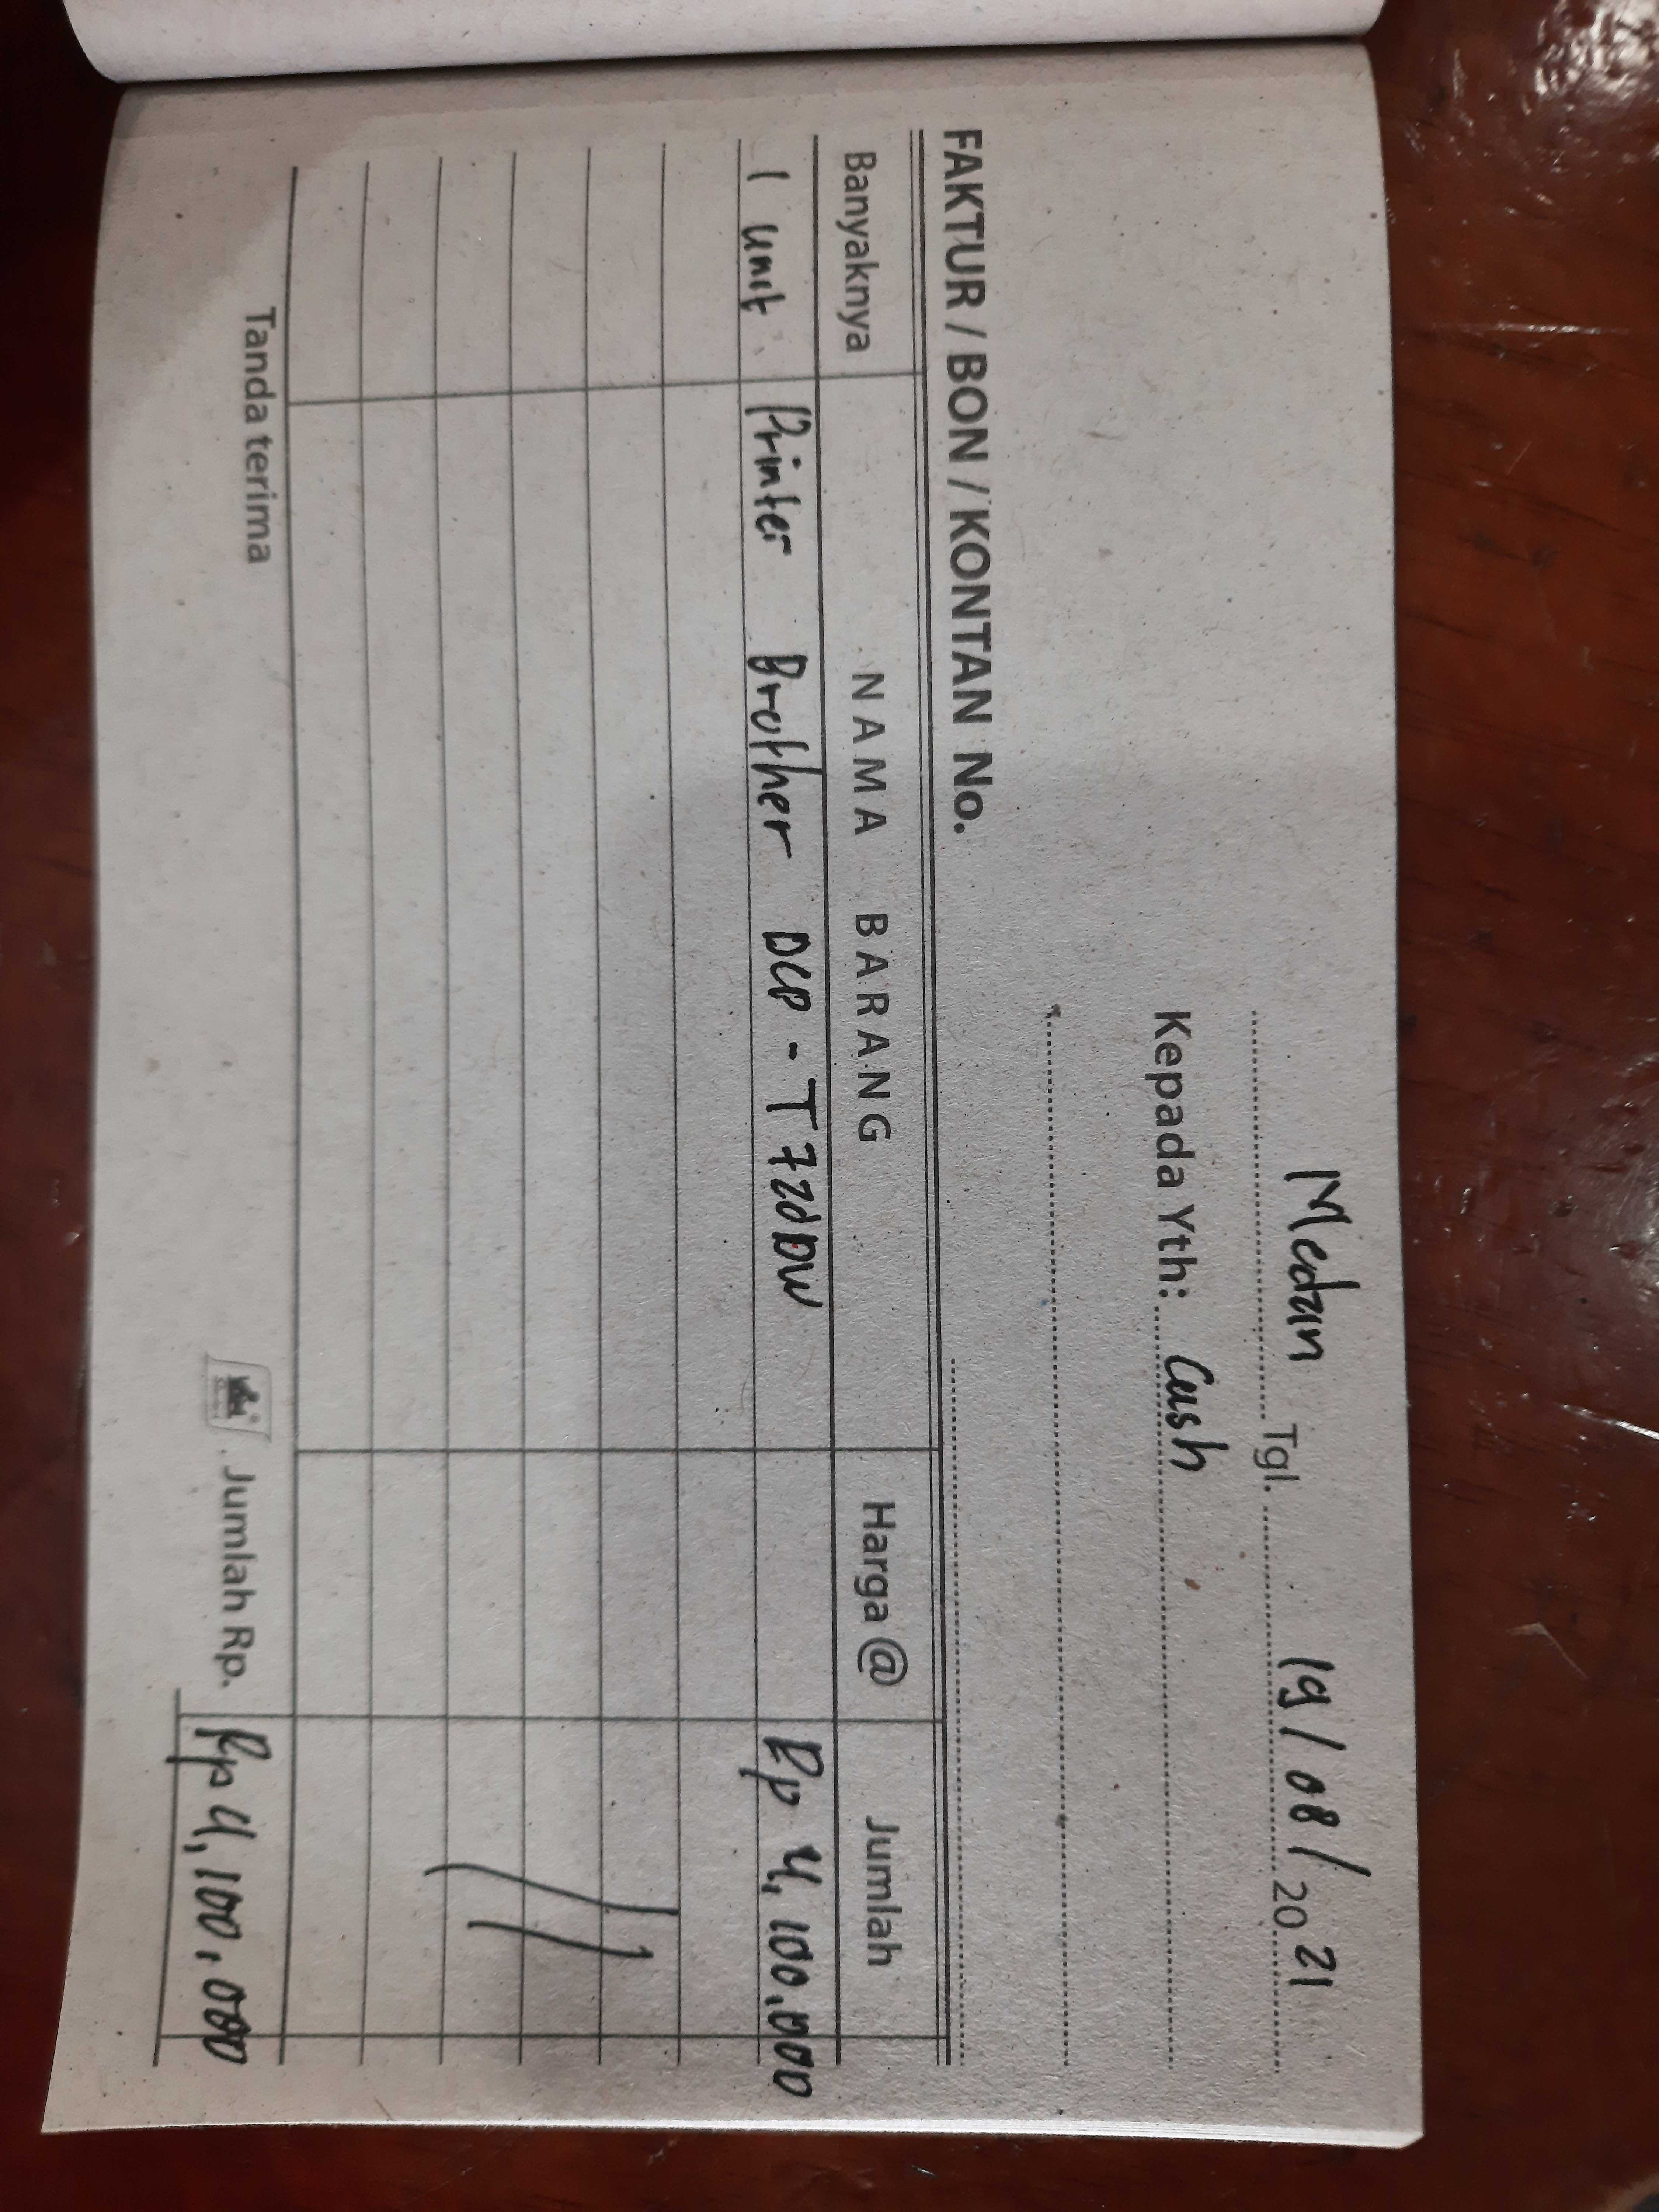 Medan Tgl. 19/08/2021
Kepada Yth: Cash
FAKTUR / BON / KONTAN No.
Banyaknya NAMA BARANG Harga @ Jumlah
1 unit Printer Brother DCP-T720DW Rp 4,100.000
Tanda terima Jumlah Rp. Rp 4,100.000